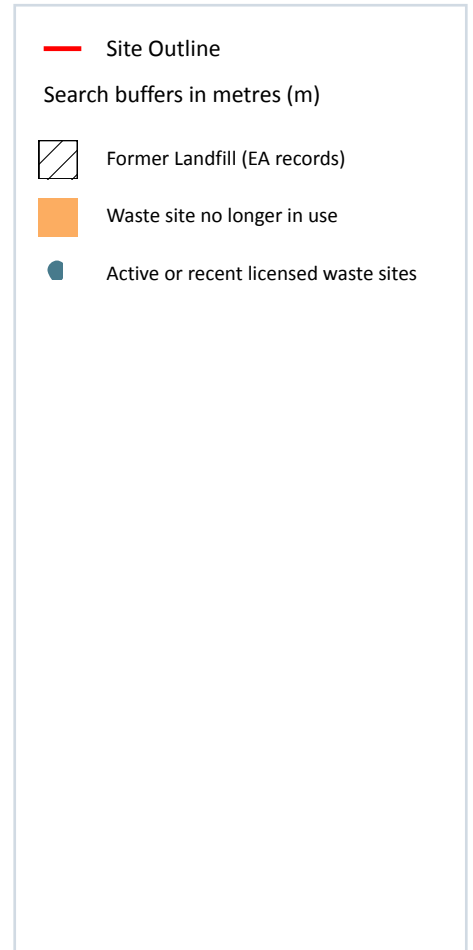 Site Outline
Search buffers in metres (m)
Former Landfill (EA records)
Waste site no longer in use
Active or recent licensed waste sites